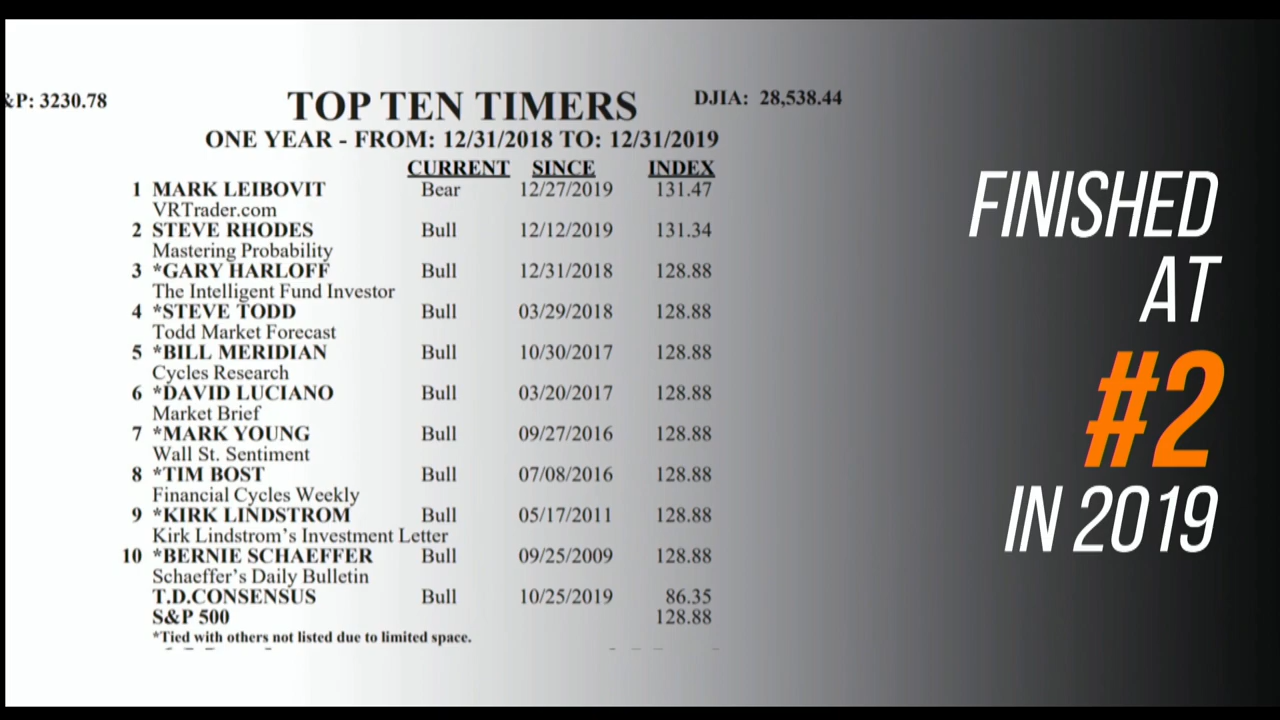 &P: 3230.78
TOP TEN TIMERS
DJIA: 28,538.44
ONE YEAR - FROM: 12/31/2018 TO: 12/31/2019
CURRENT SINCE INDEX
1 MARK LEIBOVIT Bear 12/27/2019 131.47
VRTrader.com
2 STEVE RHODES Bull 12/12/2019 131.34
Mastering Probability
3 *GARY HARLOFF Bull 12/31/2018 128.88
The Intelligent Fund Investor
4 *STEVE TODD Bull 03/29/2018 128.88
Todd Market Forecast
5 *BILL MERIDIAN Bull 10/30/2017 128.88
Cycles Research
6 *DAVID LUCIANO Bull 03/20/2017 128.88
Market Brief
7 *MARK YOUNG Bull 09/27/2016 128.88
Wall St. Sentiment
8 *TIM BOST Bull 07/08/2016 128.88
Financial Cycles Weekly
9 *KIRK LINDSTROM Bull 05/17/2011 128.88
Kirk Lindstrom's Investment Letter
10 *BERNIE SCHAEFFER Bull 09/25/2009 128.88
Schaeffer's Daily Bulletin
T.D.CONSENSUS Bull 10/25/2019 86.35
S&P 500 128.88
*Tied with others not listed due to limited space.
FINISHED
AT
#2
IN 2019